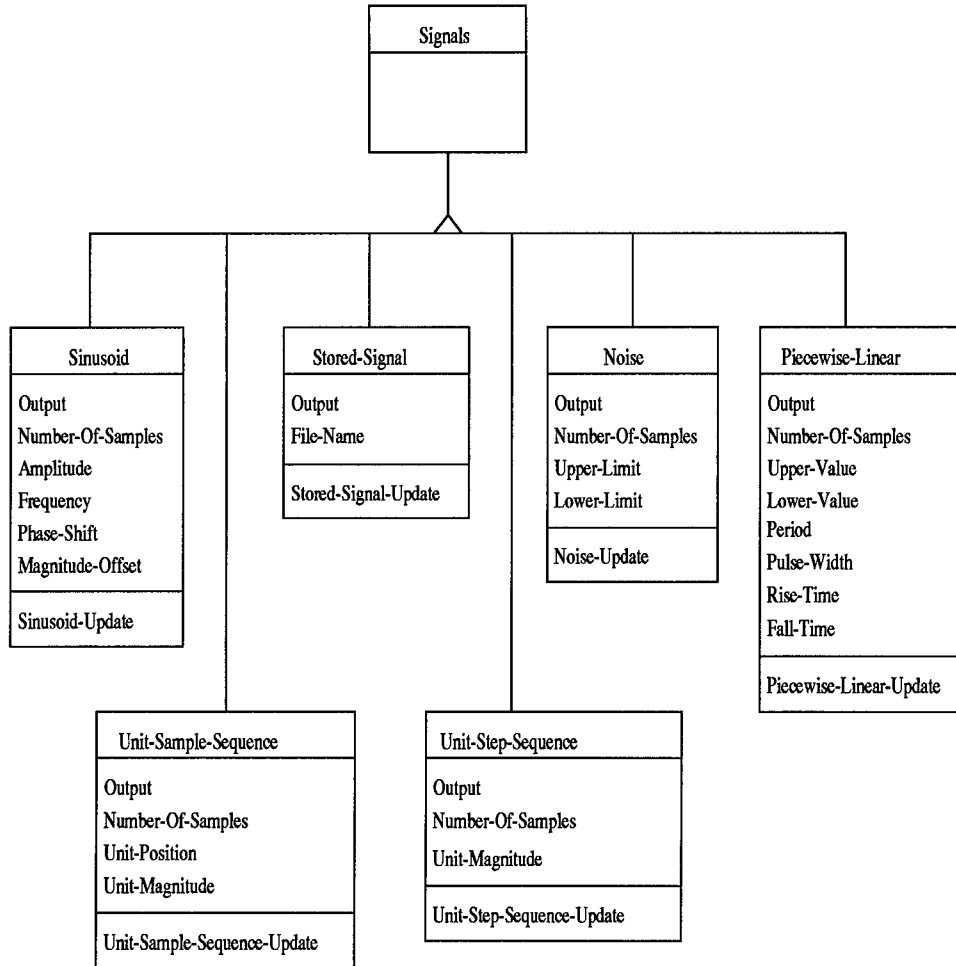 Signals
Sinusoid
Output
Number-Of-Samples
Amplitude
Frequency
Phase-Shift
Magnitude-Offset
Sinusoid-Update
Stored-Signal
Output
File-Name
Stored-Signal-Update
Noise
Output
Number-Of-Samples
Upper-Limit
Lower-Limit
Noise-Update
Piecewise-Linear
Output
Number-Of-Samples
Upper-Value
Lower-Value
Period
Pulse-Width
Rise-Time
Fall-Time
Piecewise-Linear-Update
Unit-Sample-Sequence
Output
Number-Of-Samples
Unit-Position
Unit-Magnitude
Unit-Sample-Sequence-Update
Unit-Step-Sequence
Output
Number-Of-Samples
Unit-Magnitude
Unit-Step-Sequence-Update